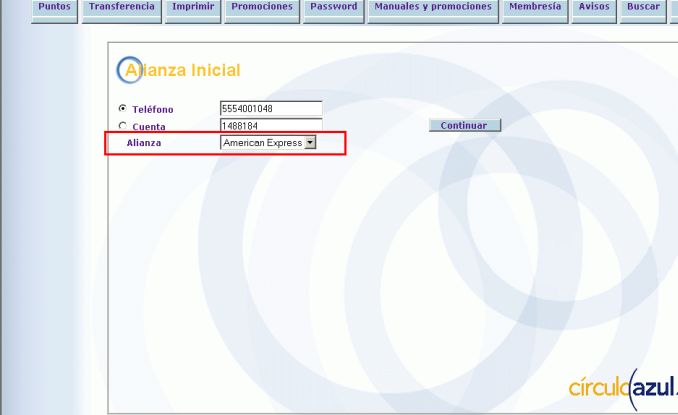 Puntos Transferencia Imprimir Promociones Password Manuales y promociones Membresía Avisos Buscar
Alianza Inicial
Teléfono 5554001048
Cuenta 1488184 Continuar
Alianza American Express
círculoazul.